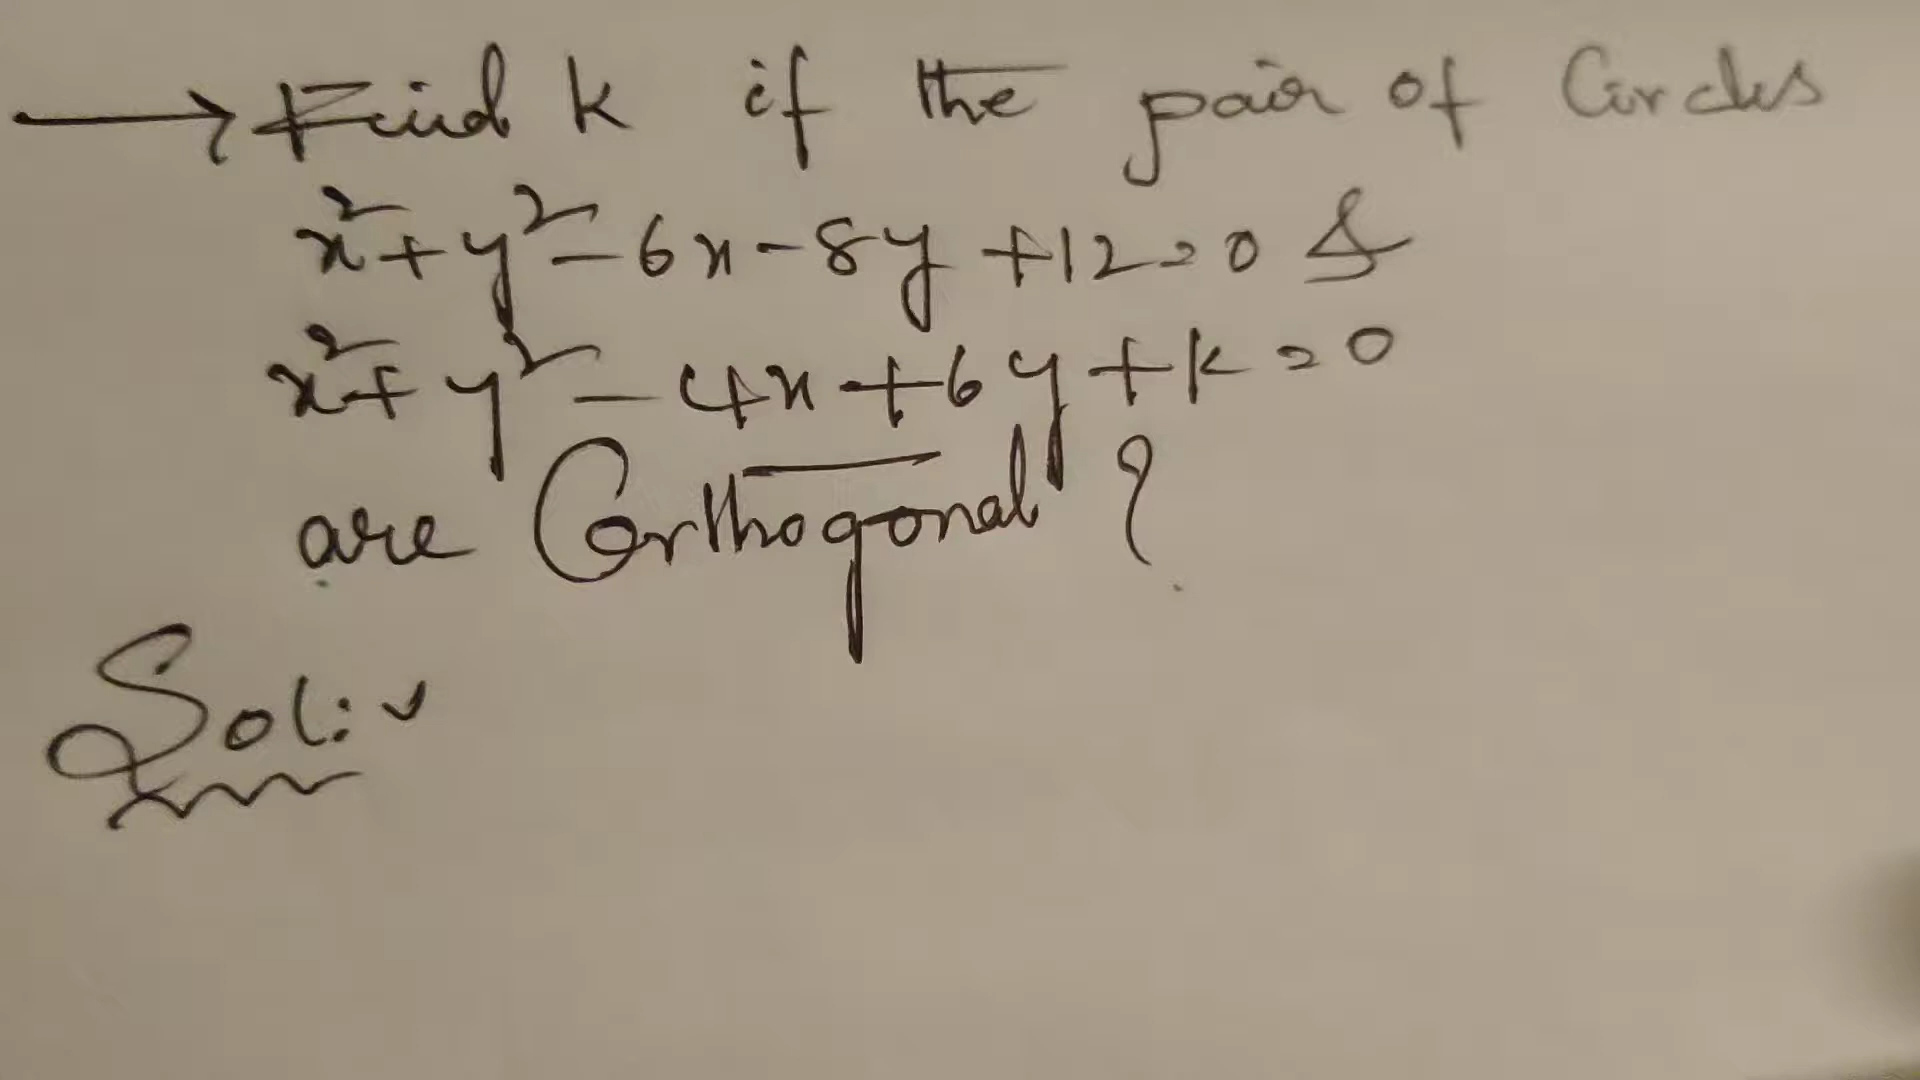 → Find k if the pair of Circles
x²+y²-6x-8y+12=0 &
x²+y²-4x+6y+k=0
are Orthogonal ?
Sol:-